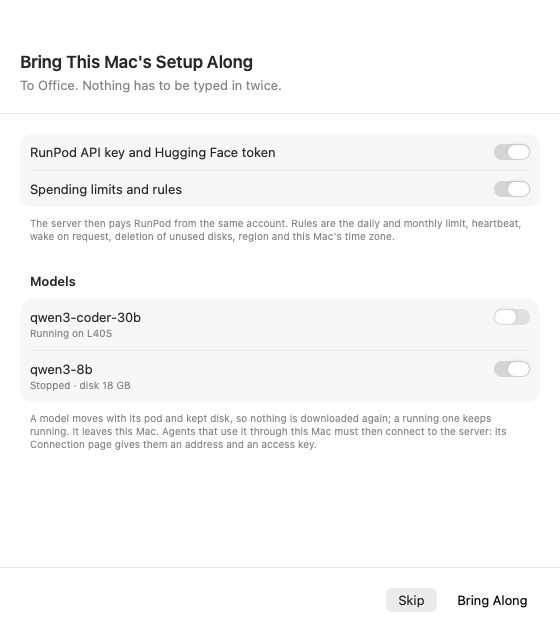 Bring This Mac's Setup Along
To Office. Nothing has to be typed in twice.
RunPod API key and Hugging Face token
Spending limits and rules
The server then pays RunPod from the same account. Rules are the daily and monthly limit, heartbeat,
wake on request, deletion of unused disks, region and this Mac's time zone.
Models
qwen3-coder-30b
Running on L40S
qwen3-8b
Stopped · disk 18 GB
A model moves with its pod and kept disk, so nothing is downloaded again; a running one keeps
running. It leaves this Mac. Agents that use it through this Mac must then connect to the server: its
Connection page gives them an address and an access key.
Skip
Bring Along